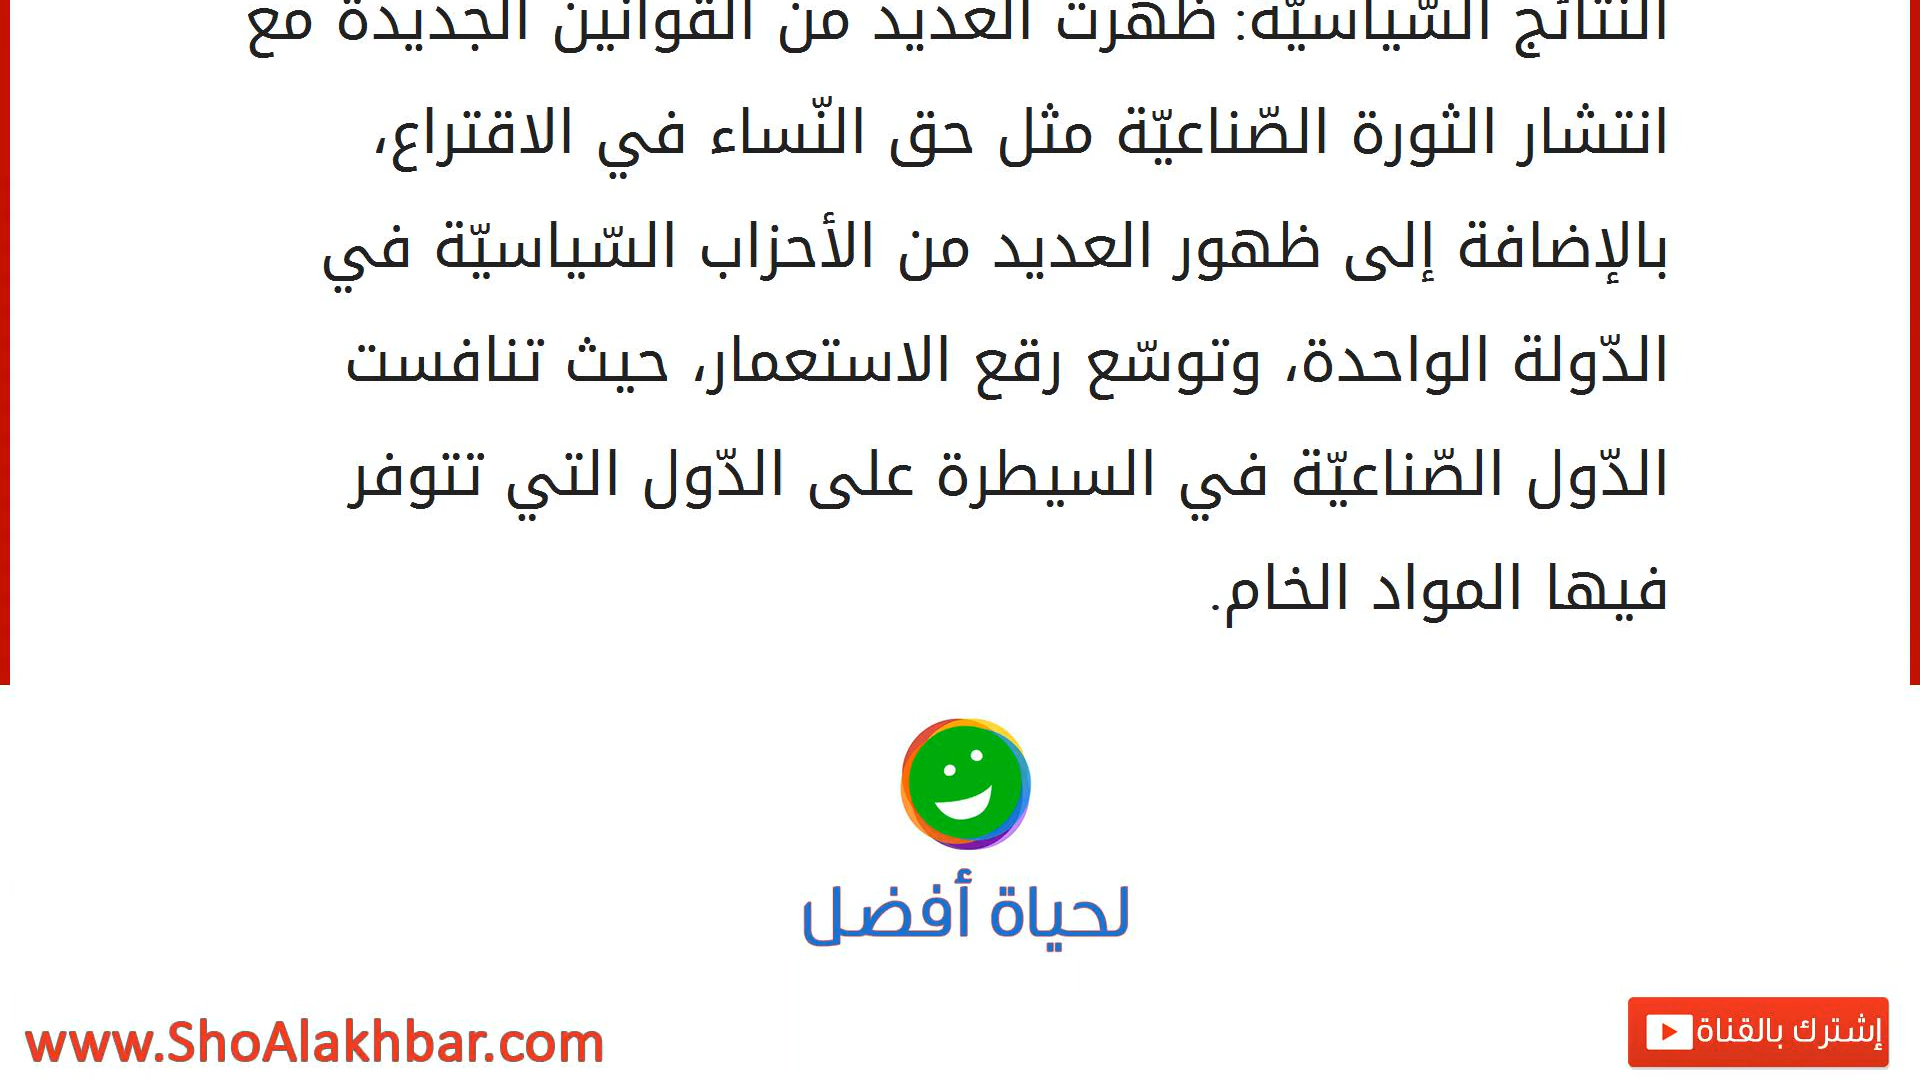 النتائج السّياسيّة: ظهرت العديد من القوانين الجديدة مع
انتشار الثورة الصّناعيّة مثل حق النّساء في الاقتراع،
بالإضافة إلى ظهور العديد من الأحزاب السّياسيّة في
الدّولة الواحدة، وتوسّع رقع الاستعمار، حيث تنافست
الدّول الصّناعيّة في السيطرة على الدّول التي تتوفر
فيها المواد الخام.
لحياة أفضل
www.ShoAlakhbar.com
إشترك بالقناة